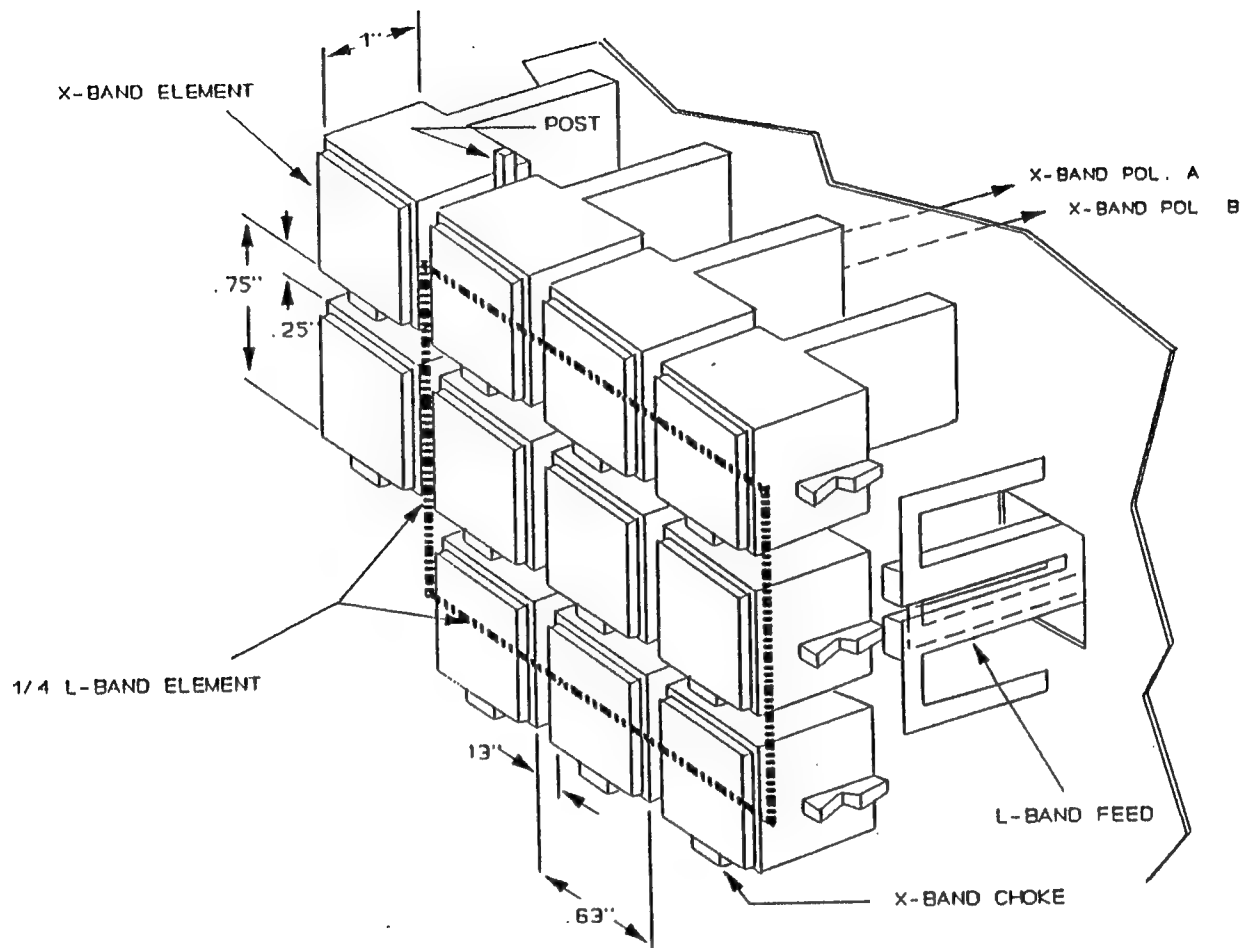 1"
X-BAND ELEMENT
POST
X-BAND POL. A
X-BAND POL B
.75"
.25"
1/4 L-BAND ELEMENT
13"
L-BAND FEED
X-BAND CHOKE
.63"